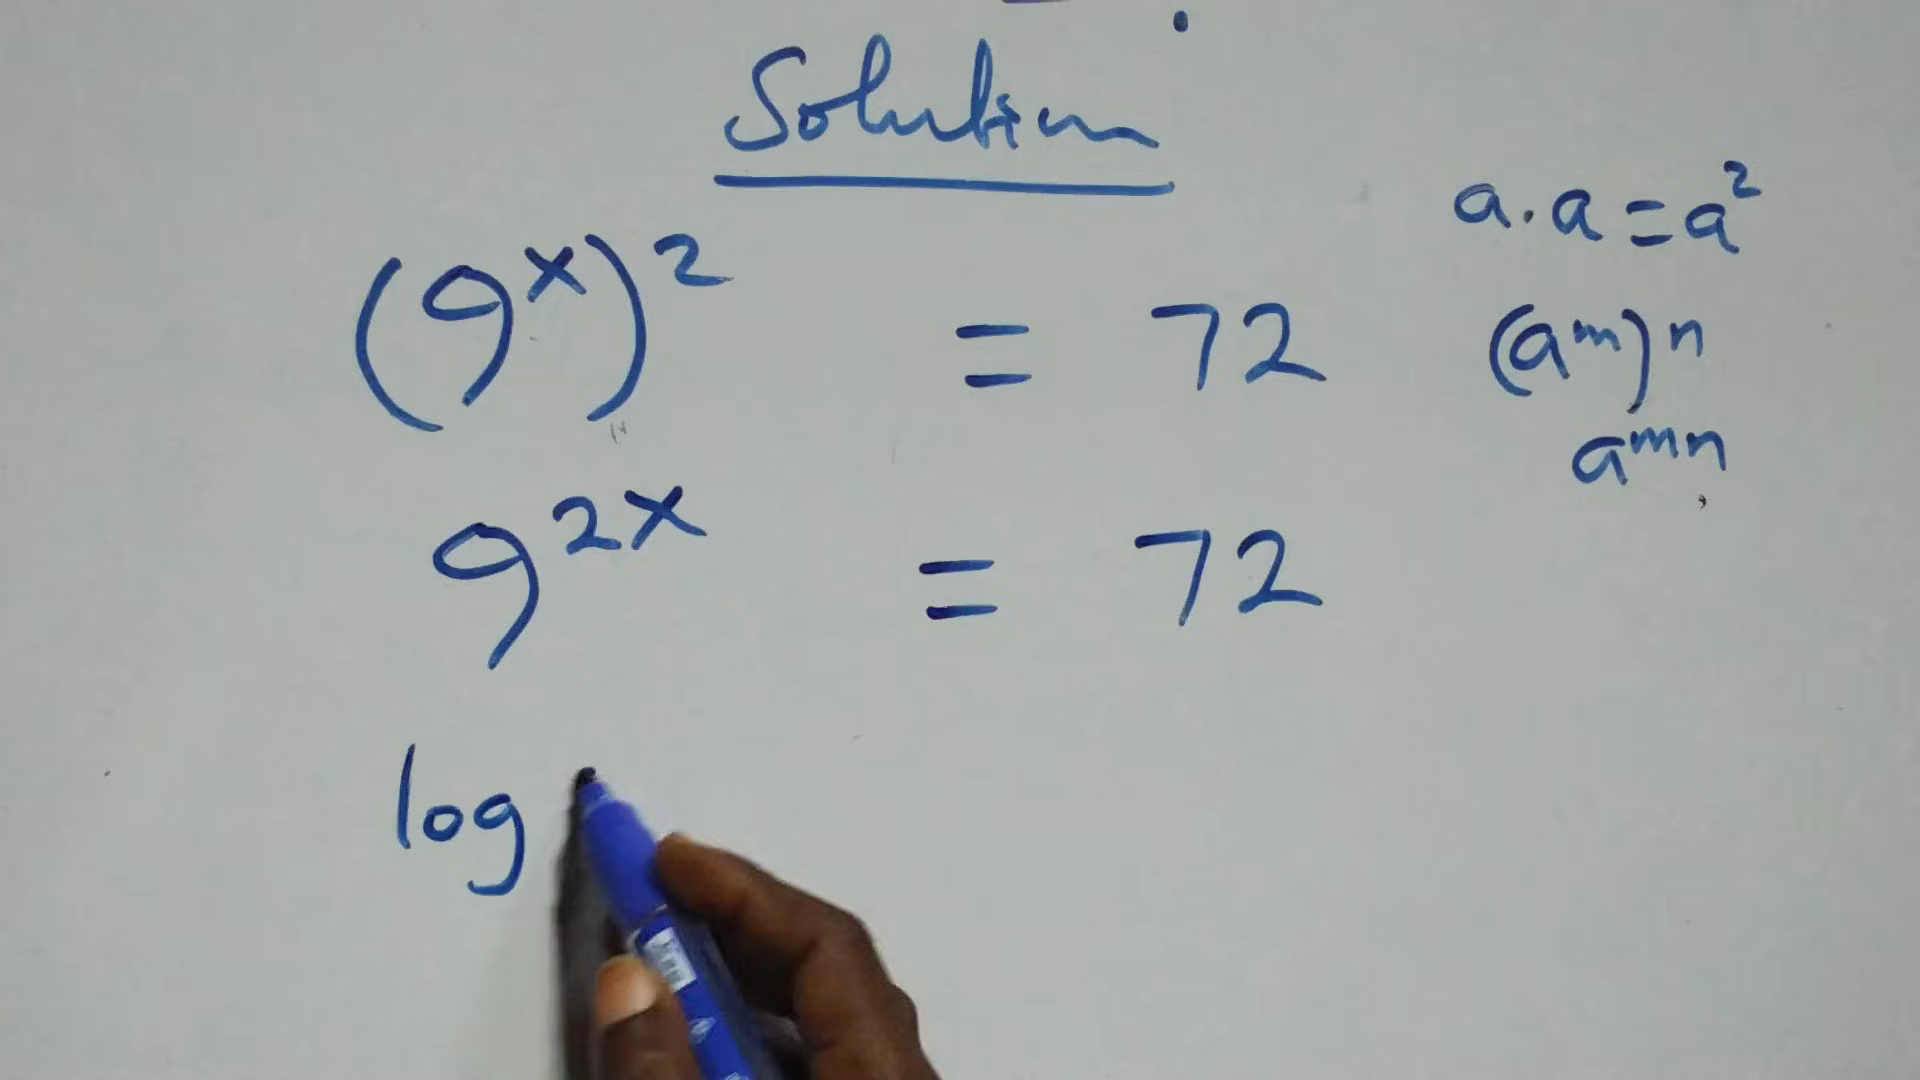 Solution
a.a=a²
(9ˣ)² = 72
(aᵐ)ⁿ
aᵐⁿ
9²ˣ = 72
log